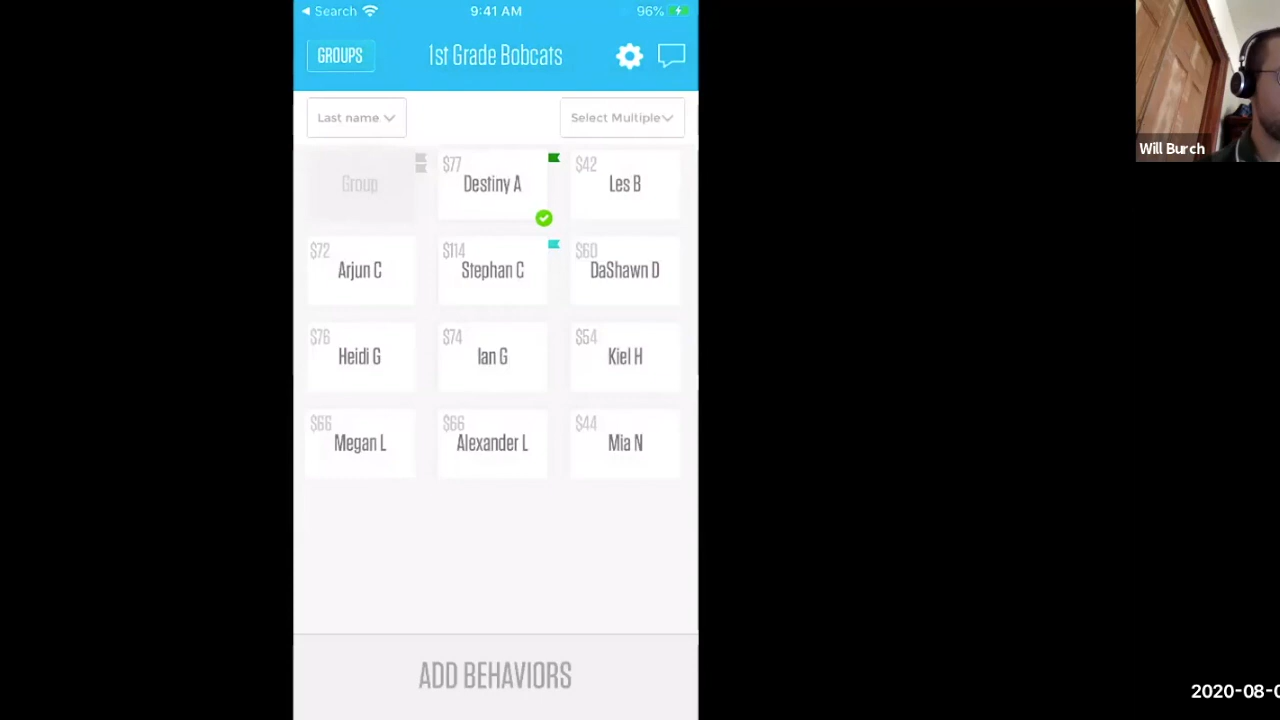 Search
9:41 AM
96%
GROUPS
1st Grade Bobcats
Last name
Select Multiple
Group
$77
Destiny A
$42
Les B
$72
Arjun C
$114
Stephan C
$60
DaShawn D
$76
Heidi G
$74
Ian G
$54
Kiel H
$66
Megan L
$66
Alexander L
$44
Mia N
ADD BEHAVIORS
Will Burch
2020-08-0